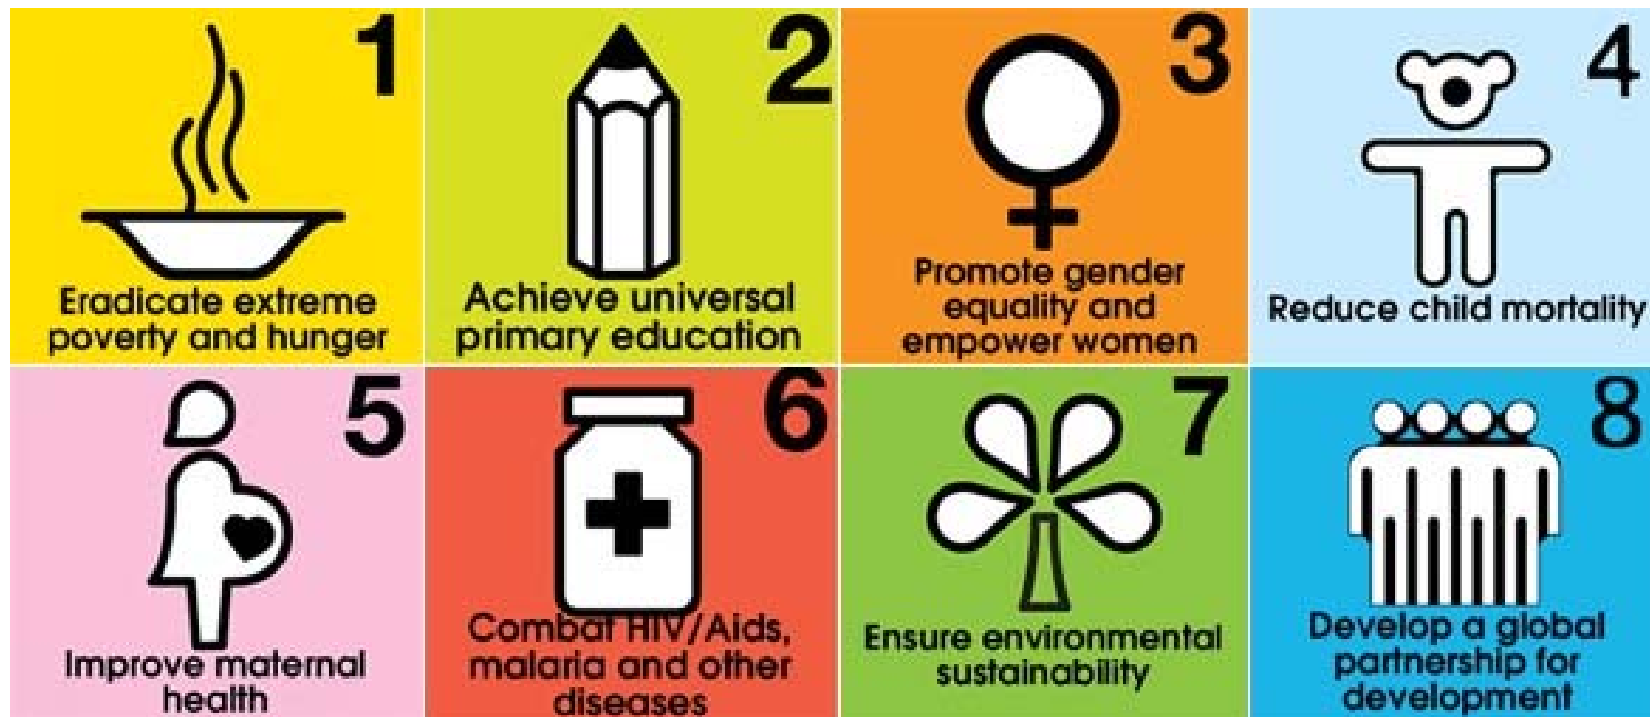 1
Eradicate extreme
poverty and hunger
2
Achieve universal
primary education
3
Promote gender
equality and
empower women
4
Reduce child mortality
5
Improve maternal
health
6
Combat HIV/Aids,
malaria and other
diseases
7
Ensure environmental
sustainability
8
Develop a global
partnership for
development